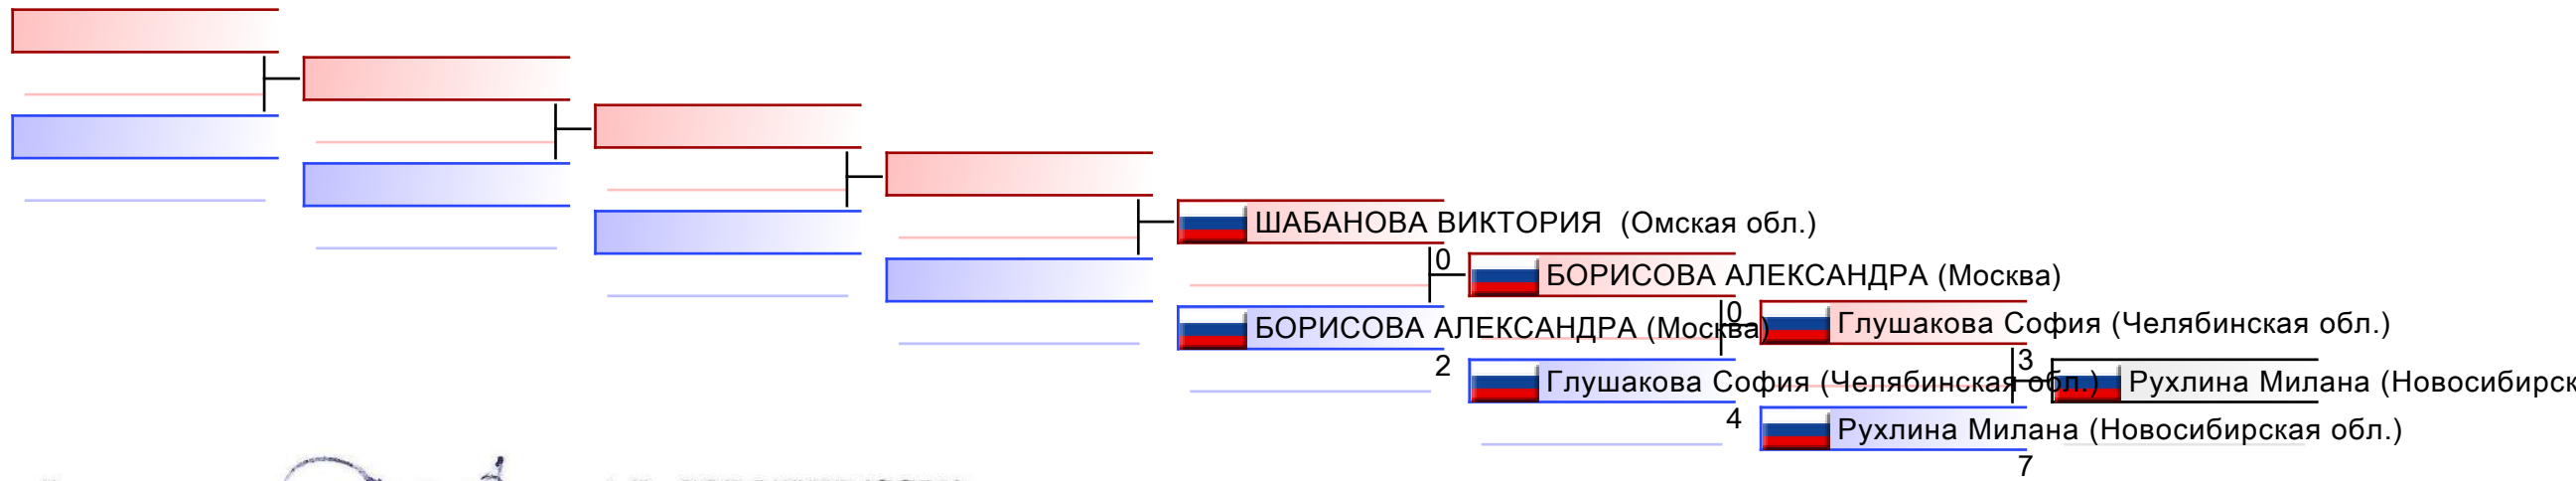 ШАБАНОВА ВИКТОРИЯ (Омская обл.)
0
БОРИСОВА АЛЕКСАНДРА (Москва)
БОРИСОВА АЛЕКСАНДРА (Москва)
2
0
Глушакова София (Челябинская обл.)
Глушакова София (Челябинская обл.)
4
3
Рухлина Милана (Новосибирск
Рухлина Милана (Новосибирская обл.)
7